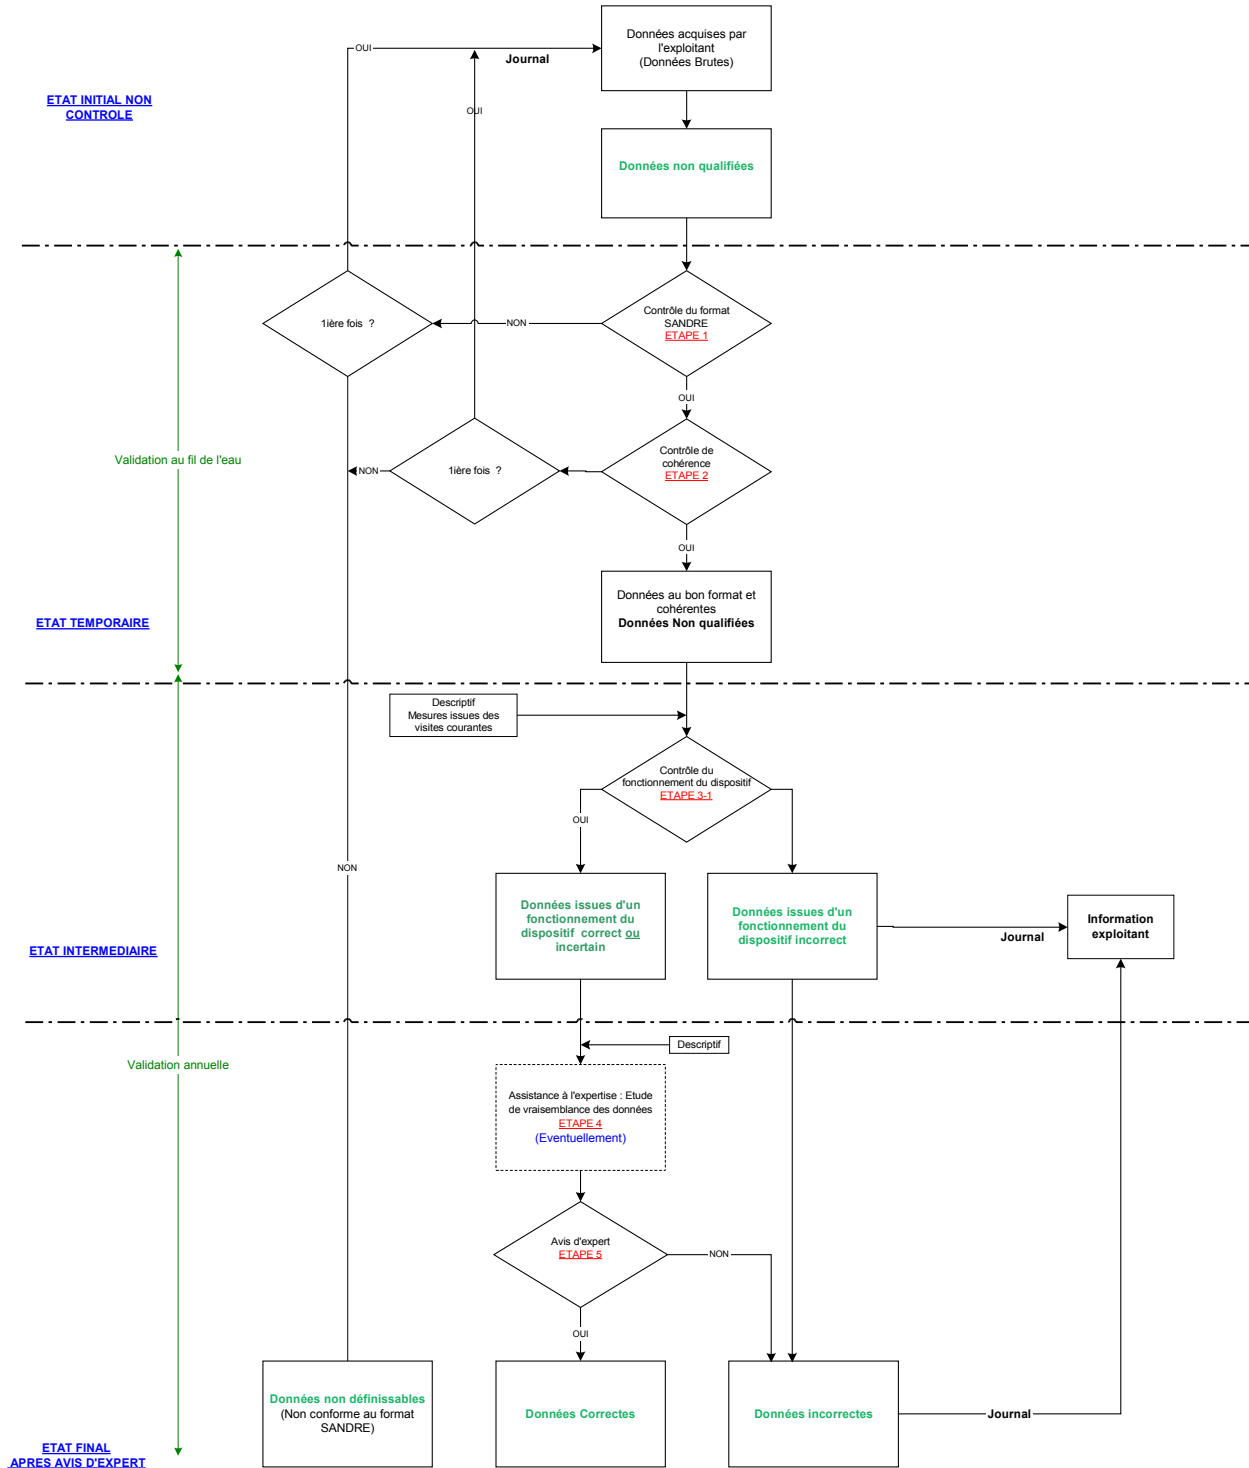 Données acquises par
l'exploitant
(Données Brutes)
OUI
Journal
ETAT INITIAL NON
CONTROLE
OUI
Données non qualifiées
1ière fois ?
NON
Contrôle du format
SANDRE
ETAPE 1
OUI
Validation au fil de l'eau
NON
1ière fois ?
Contrôle de
cohérence
ETAPE 2
OUI
Données au bon format et
cohérentes
Données Non qualifiées
ETAT TEMPORAIRE
Descriptif
Mesures issues des
visites courantes
Contrôle du
fonctionnement du dispositif
ETAPE 3-1
OUI
NON
Données issues d'un
fonctionnement du
dispositif correct ou
incertain
Données issues d'un
fonctionnement du
dispositif incorrect
Journal
Information
exploitant
ETAT INTERMEDIAIRE
Descriptif
Validation annuelle
Assistance à l'expertise : Etude
de vraisemblance des données
ETAPE 4
(Eventuellement)
Avis d'expert
ETAPE 5
NON
OUI
Données non définissables
(Non conforme au format
SANDRE)
Données Correctes
Données incorrectes
Journal
ETAT FINAL
APRES AVIS D'EXPERT